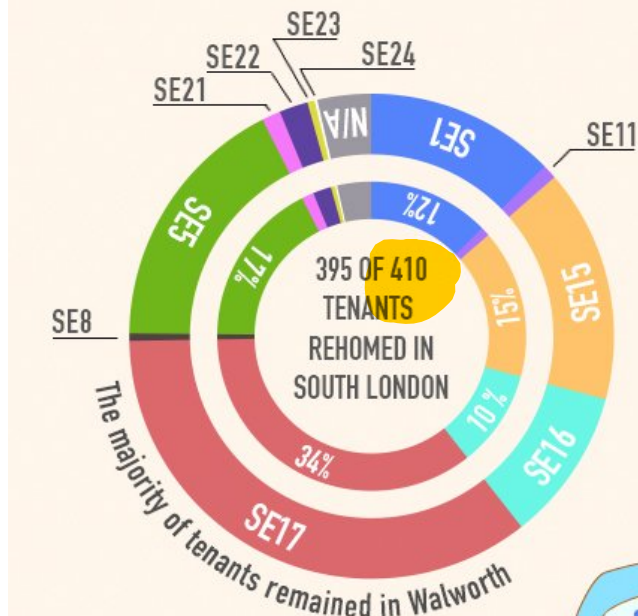 SE23
SE22
SE24
SE21
N/A
SE1
SE11
SE5
12%
17%
395 OF 410
TENANTS
REHOMED IN
SOUTH LONDON
15%
SE15
SE8
10 %
SE16
34%
SE17
The majority of tenants remained in Walworth